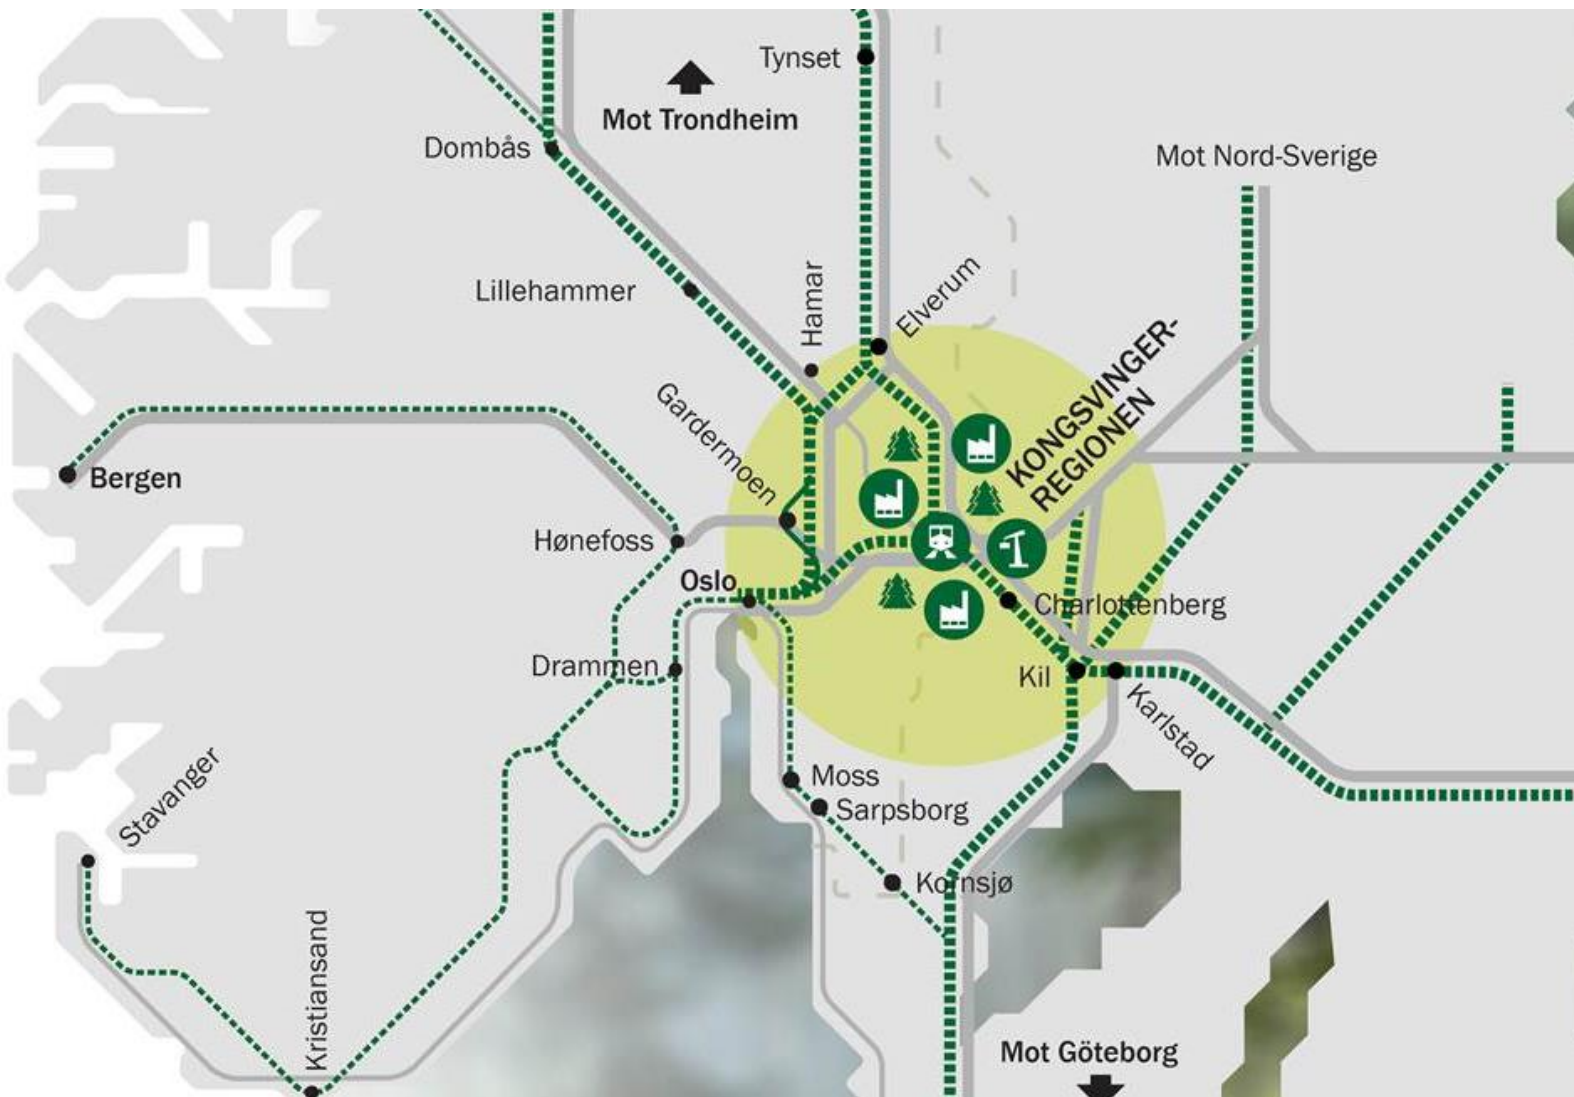 Tynset
Mot Trondheim
Dombås
Mot Nord-Sverige
Lillehammer
Hamar
Elverum
KONGSVINGER-
REGIONEN
Gardermoen
Bergen
Hønefoss
Oslo
Charlottenberg
Drammen
Kil
Karlstad
Stavanger
Moss
Sarpsborg
Kornsjø
Kristiansand
Mot Göteborg